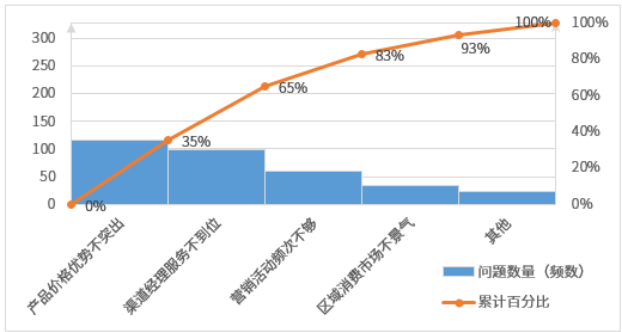 300
250
200
150
100
50
0
100%
80%
60%
40%
20%
0%
0%
35%
65%
83%
93%
100%
产品价格优势不突出
渠道经理服务不到位
营销活动频次不够
区域消费市场不景气
其他
问题数量（频数）
累计百分比